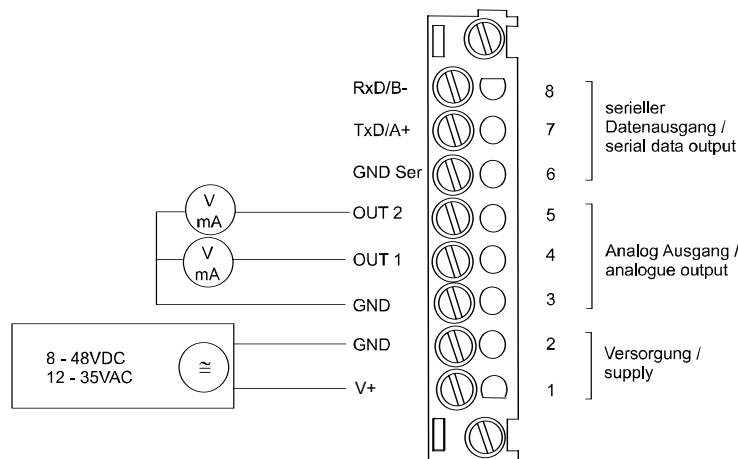 RxD/B-
8
TxD/A+
7
GND Ser
6
serieller
Datenausgang /
serial data output
V
mA
OUT 2
5
V
mA
OUT 1
4
GND
3
Analog Ausgang /
analogue output
8 - 48VDC
12 - 35VAC
≅
GND
2
V+
1
Versorgung /
supply